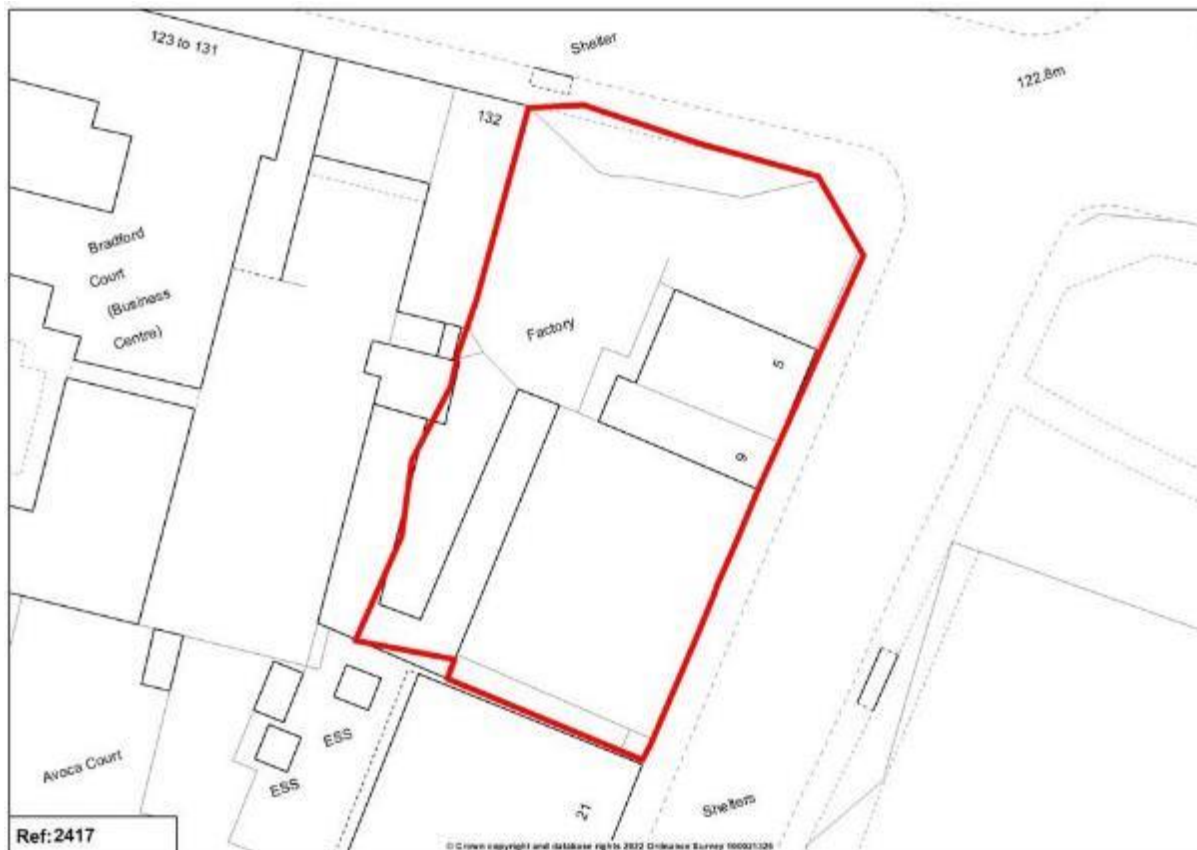 123 to 131
Shelter
122.8m
132
Bradford
Court
(Business
Centre)
Factory
5
9
Avoca Court
ESS
ESS
21
Shelters
Ref: 2417
© Crown copyright and database rights 2022 Ordnance Survey 100021326